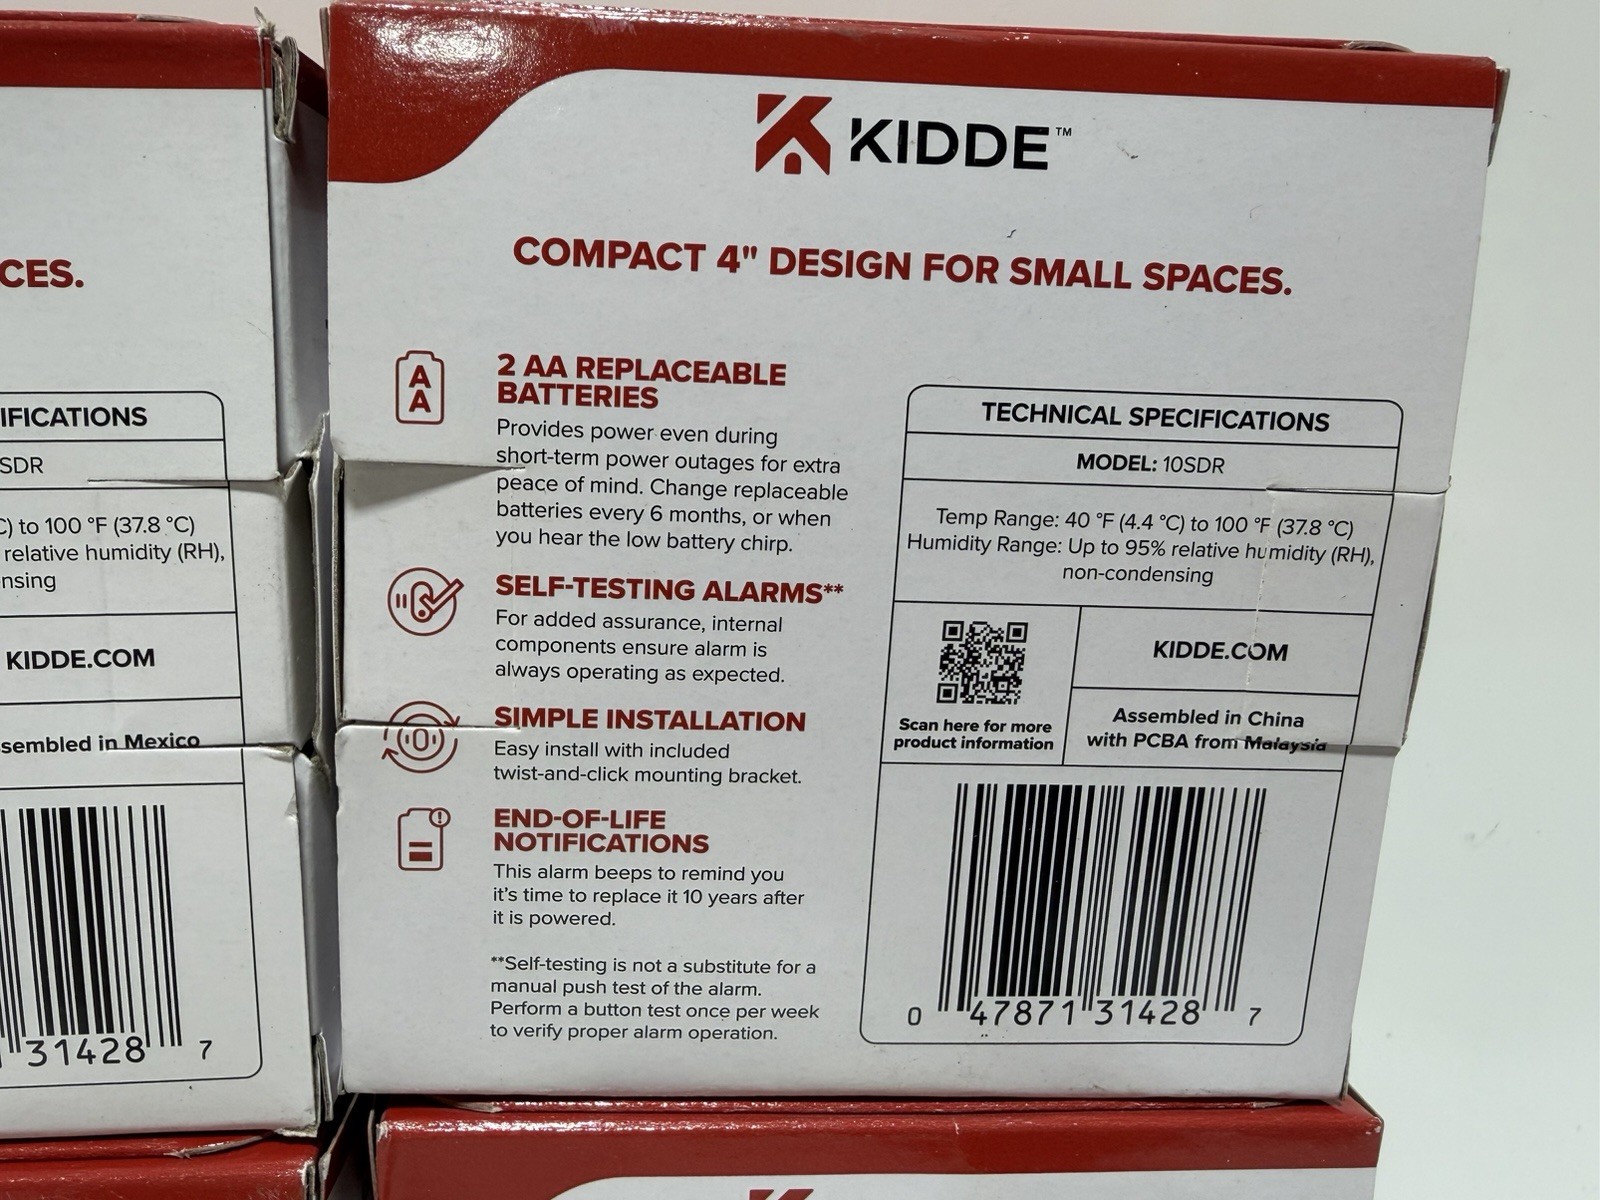 CES.
IFICATIONS
SDR
C) to 100 °F (37.8 °C)
relative humidity (RH),
nsing
KIDDE.COM
ssembled in Mexico
31428 7
KIDDE™
COMPACT 4" DESIGN FOR SMALL SPACES.
A
A
2 AA REPLACEABLE
BATTERIES
Provides power even during
short-term power outages for extra
peace of mind. Change replaceable
batteries every 6 months, or when
you hear the low battery chirp.
SELF-TESTING ALARMS**
For added assurance, internal
components ensure alarm is
always operating as expected.
SIMPLE INSTALLATION
Easy install with included
twist-and-click mounting bracket.
END-OF-LIFE
NOTIFICATIONS
This alarm beeps to remind you
it's time to replace it 10 years after
it is powered.
**Self-testing is not a substitute for a
manual push test of the alarm.
Perform a button test once per week
to verify proper alarm operation.
TECHNICAL SPECIFICATIONS
MODEL: 10SDR
Temp Range: 40 °F (4.4 °C) to 100 °F (37.8 °C)
Humidity Range: Up to 95% relative humidity (RH),
non-condensing
Scan here for more
product information
KIDDE.COM
Assembled in China
with PCBA from Malaysia
0 47871 31428 7